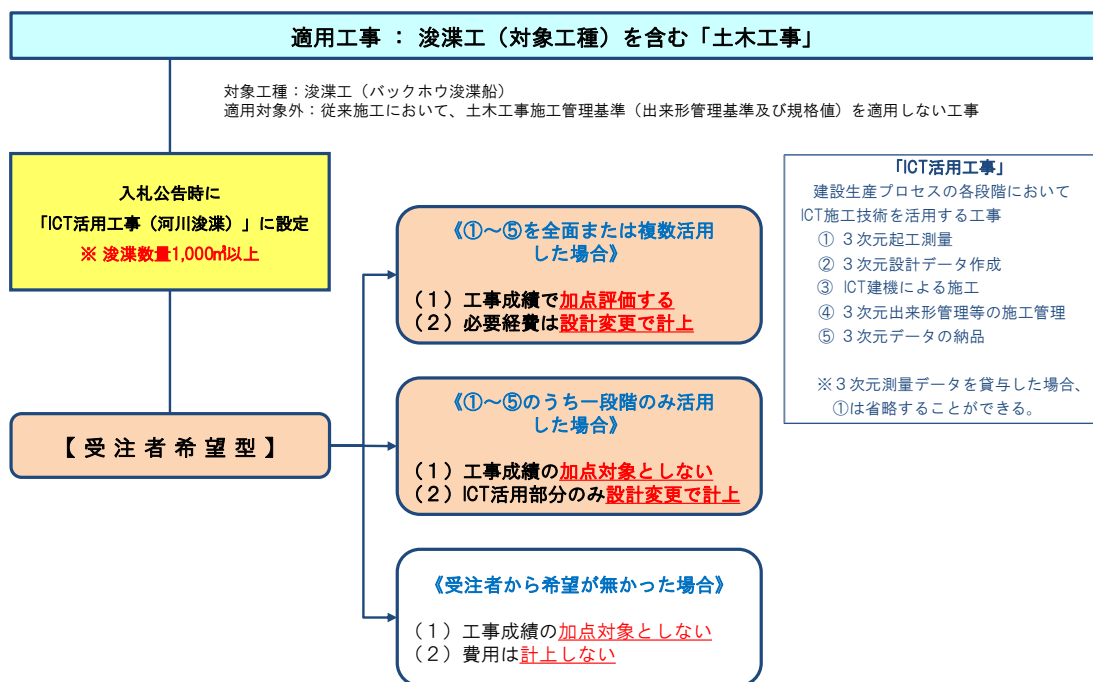 適用工事 ： 浚渫工（対象工種）を含む「土木工事」
対象工種：浚渫工（バックホウ浚渫船）
適用対象外：従来施工において、土木工事施工管理基準（出来形管理基準及び規格値）を適用しない工事
入札公告時に
「ICT活用工事（河川浚渫）」に設定
※ 浚渫数量1,000㎥以上
【 受 注 者 希 望 型 】
《①～⑤を全面または複数活用
した場合》
（１）工事成績で加点評価する
（２）必要経費は設計変更で計上
《①～⑤のうち一段階のみ活用
した場合》
（１）工事成績の加点対象としない
（２）ICT活用部分のみ設計変更で計上
《受注者から希望が無かった場合》
（１）工事成績の加点対象としない
（２）費用は計上しない
「ICT活用工事」
建設生産プロセスの各段階において
ICT施工技術を活用する工事
① ３次元起工測量
② ３次元設計データ作成
③ ICT建機による施工
④ ３次元出来形管理等の施工管理
⑤ ３次元データの納品
※３次元測量データを貸与した場合、
①は省略することができる。